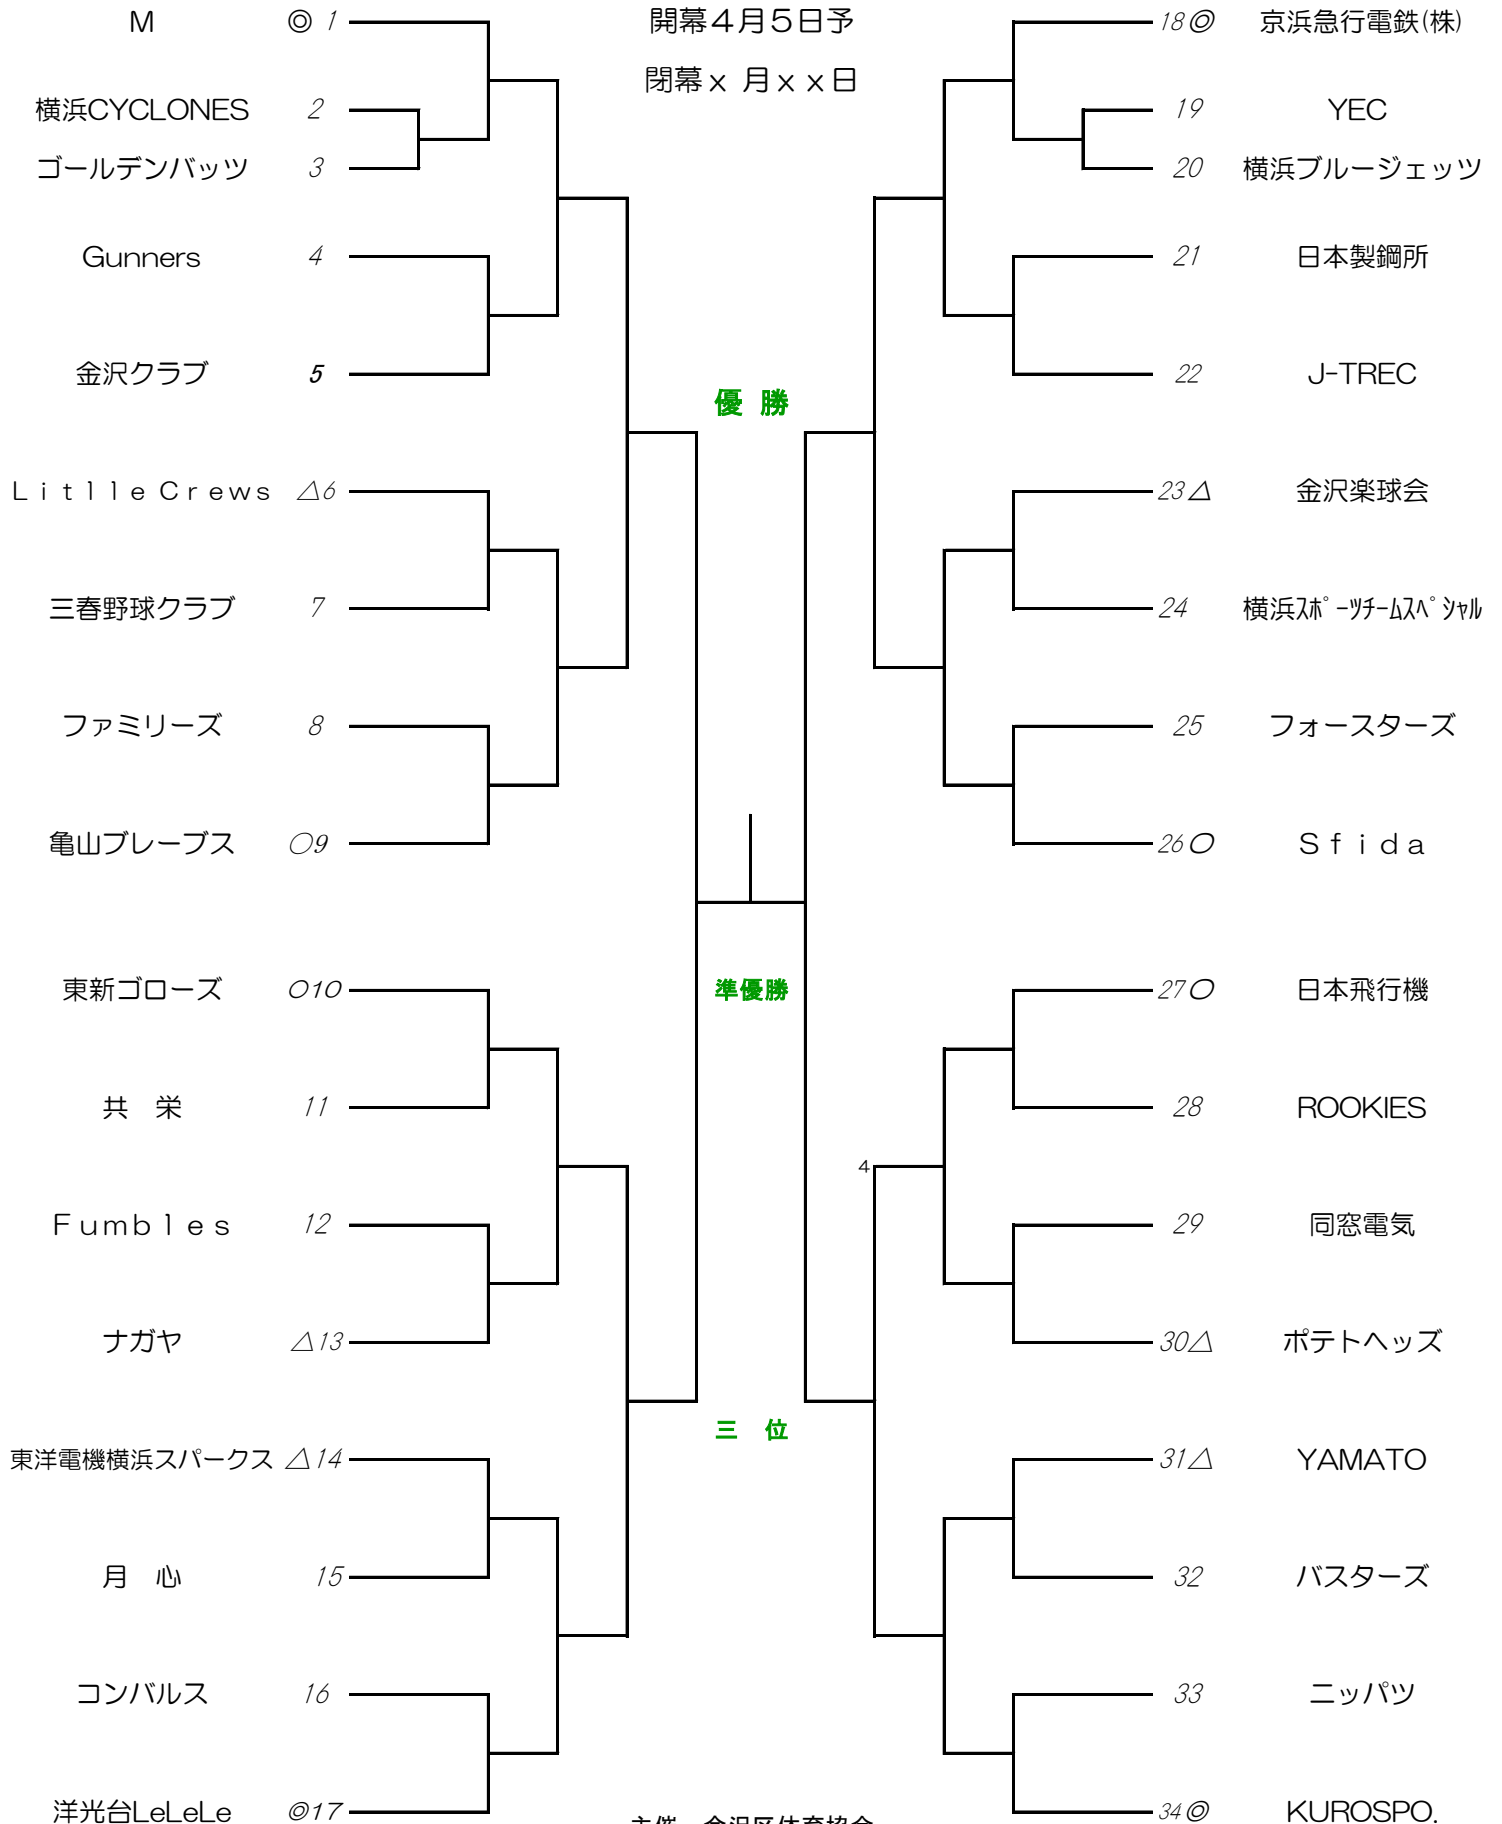 開幕4月5日予
閉幕x 月xx日
M ◎ 1
横浜CYCLONES 2
ゴールデンバッツ 3
Gunners 4
金沢クラブ 5
LitlleCrews △6
三春野球クラブ 7
ファミリーズ 8
亀山ブレーブス ○9
東新ゴローズ ○10
共 栄 11
Fumbles 12
ナガヤ △13
東洋電機横浜スパークス △14
月 心 15
コンバルス 16
洋光台LeLeLe ◎17
優 勝
準優勝
4
三 位
18◎ 京浜急行電鉄(株)
19 YEC
20 横浜ブルージェッツ
21 日本製鋼所
22 J-TREC
23△ 金沢楽球会
24 横浜ｽﾎﾟｰﾂﾁｰﾑｽﾍﾟｼｬﾙ
25 フォースターズ
26○ Sfida
27○ 日本飛行機
28 ROOKIES
29 同窓電気
30△ ポテトヘッズ
31△ YAMATO
32 バスターズ
33 ニッパツ
34◎ KUROSPO.
主催 金沢区体育協会